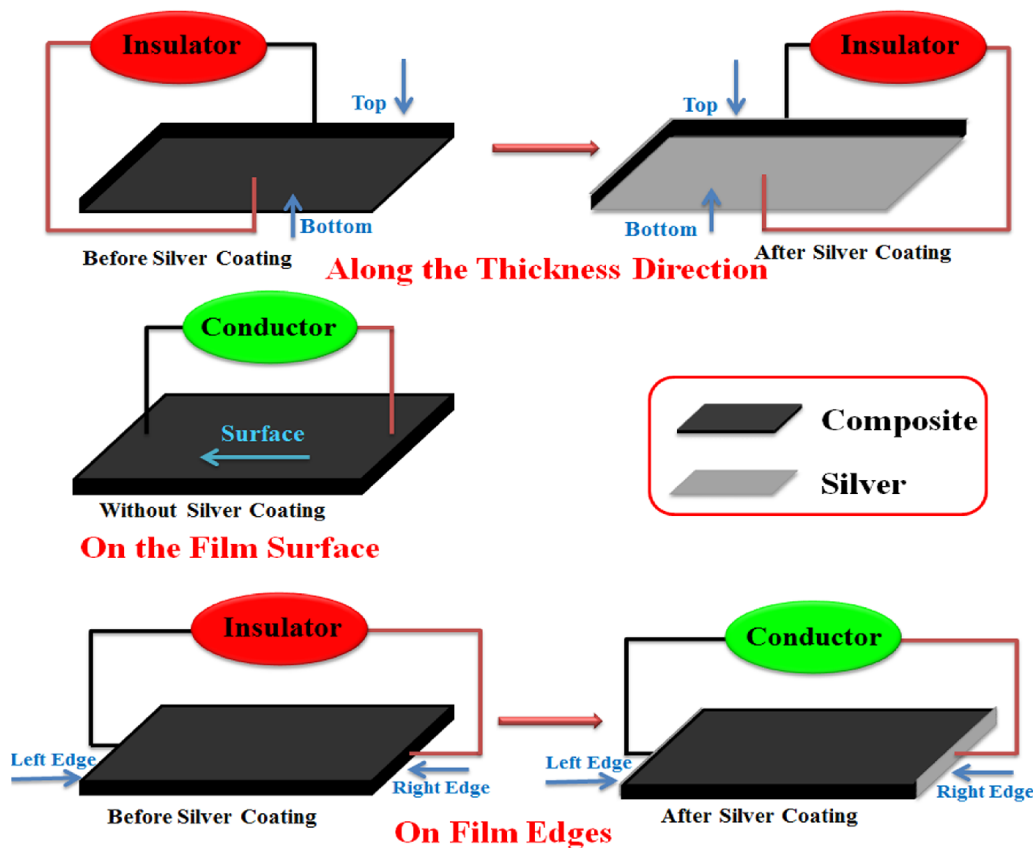 Insulator
Top
Bottom
Before Silver Coating
Insulator
Top
Bottom
After Silver Coating
Along the Thickness Direction
Conductor
Surface
Without Silver Coating
On the Film Surface
Composite
Silver
Insulator
Left Edge
Right Edge
Before Silver Coating
Conductor
Left Edge
Right Edge
After Silver Coating
On Film Edges